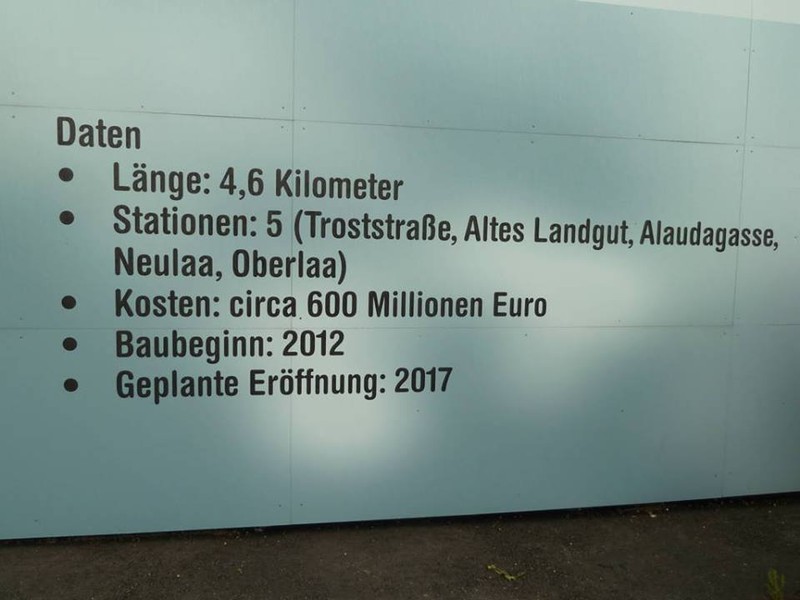 Daten
• Länge: 4,6 Kilometer
• Stationen: 5 (Troststraße, Altes Landgut, Alaudagasse,
Neulaa, Oberlaa)
• Kosten: circa 600 Millionen Euro
• Baubeginn: 2012
• Geplante Eröffnung: 2017